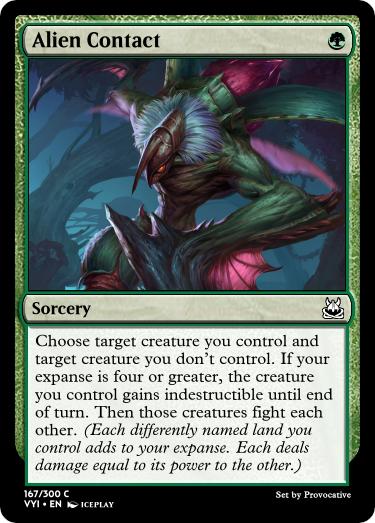 Alien Contact
Sorcery
Choose target creature you control and
target creature you don't control. If your
expanse is four or greater, the creature
you control gains indestructible until end
of turn. Then those creatures fight each
other. (Each differently named land you
control adds to your expanse. Each deals
damage equal to its power to the other.)
167/300 C
VYI • EN ICEPLAY
Set by Provocative